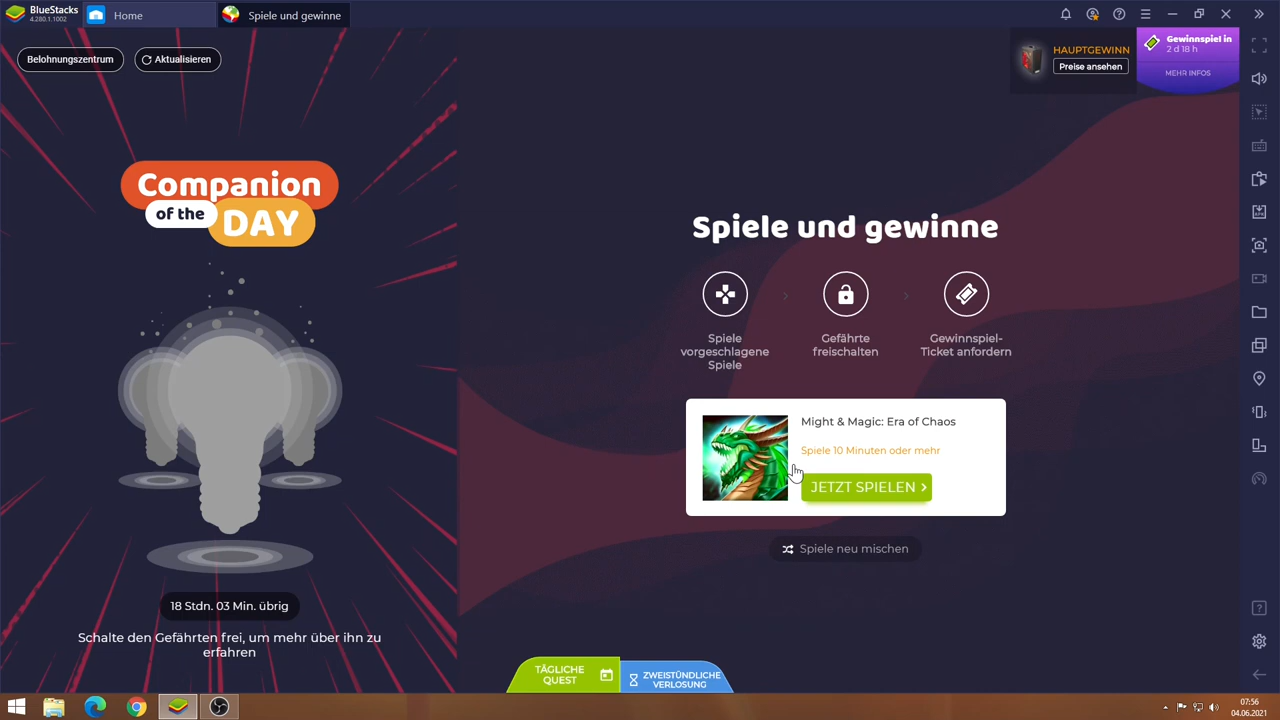 BlueStacks
4.280.1.1002
Home
Spiele und gewinne
Belohnungszentrum
Aktualisieren
HAUPTGEWINN
Preise ansehen
Gewinnspiel in
2 d 18 h
MEHR INFOS
Companion
of the
DAY
Spiele und gewinne
Spiele
vorgeschlagene
Spiele
Gefährte
freischalten
Gewinnspiel-
Ticket anfordern
Might & Magic: Era of Chaos
Spiele 10 Minuten oder mehr
JETZT SPIELEN
Spiele neu mischen
18 Stdn. 03 Min. übrig
Schalte den Gefährten frei, um mehr über ihn zu
erfahren
TÄGLICHE
QUEST
ZWEISTÜNDLICHE
VERLOSUNG
07:56
04.06.2021